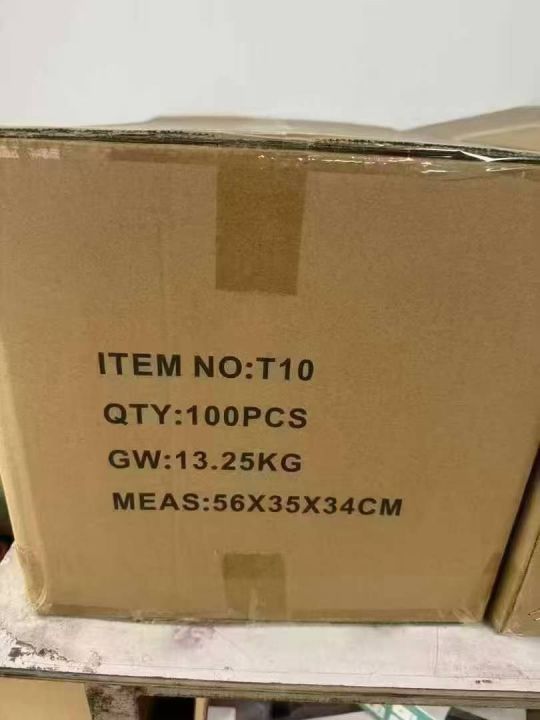 ITEM NO:T10
QTY:100PCS
GW:13.25KG
MEAS:56X35X34CM